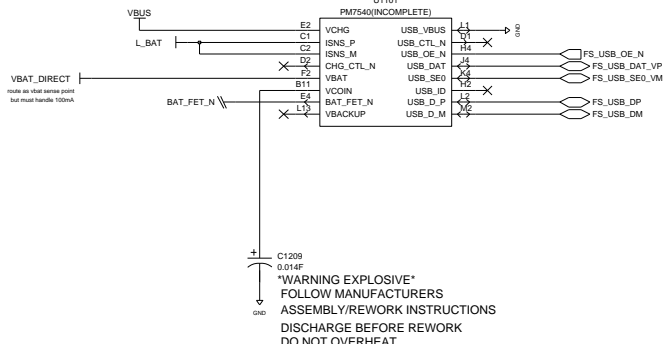 U1101
PM7540(INCOMPLETE)
VBUS
E2 VCHG USB_VBUS L1 GND
L_BAT C1 ISNS_P USB_CTL_N D1
C2 ISNS_M USB_OE_N H4 FS_USB_OE_N
D2 CHG_CTL_N USB_DAT J4 FS_USB_DAT_VP
VBAT_DIRECT F2 VBAT USB_SE0 K4 FS_USB_SE0_VM
route as vbat sense point
but must handle 100mA
B11 VCOIN USB_ID H2
BAT_FET_N E4 BAT_FET_N USB_D_P L2 FS_USB_DP
L13 VBACKUP USB_D_M M2 FS_USB_DM
+ C1209
0.014F
*WARNING EXPLOSIVE*
FOLLOW MANUFACTURERS
GND ASSEMBLY/REWORK INSTRUCTIONS
DISCHARGE BEFORE REWORK
DO NOT OVERHEAT